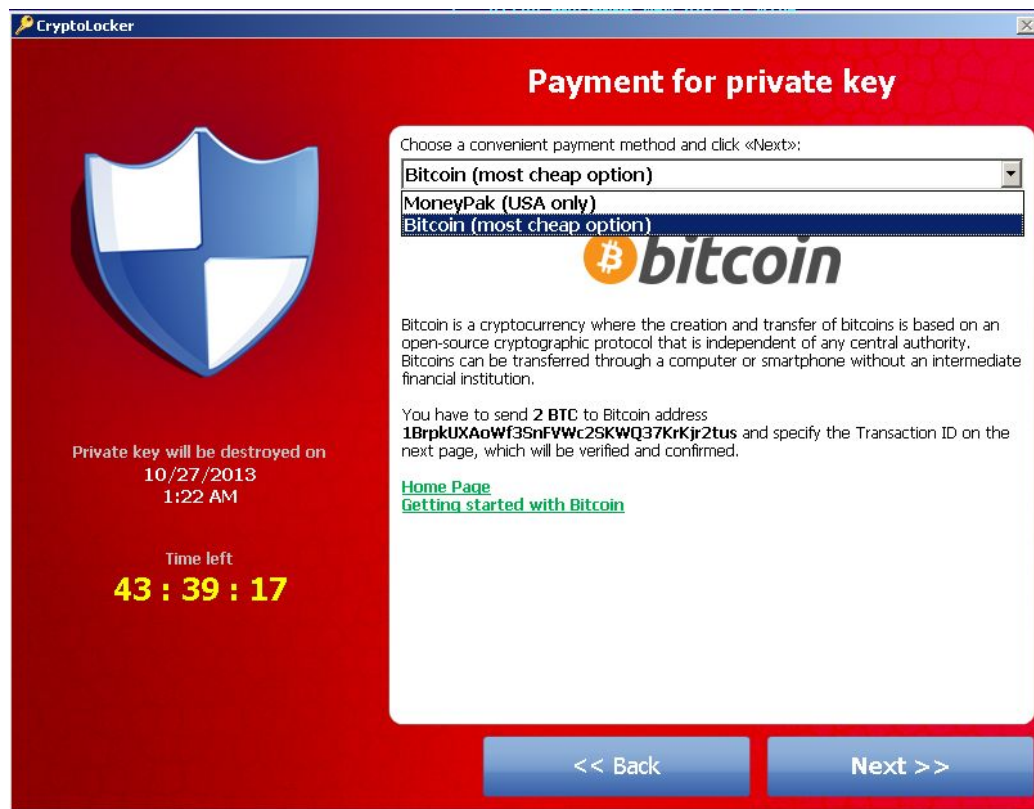 CryptoLocker
Payment for private key
Choose a convenient payment method and click «Next»:
Bitcoin (most cheap option)
MoneyPak (USA only)
Bitcoin (most cheap option)
bitcoin
Bitcoin is a cryptocurrency where the creation and transfer of bitcoins is based on an
open-source cryptographic protocol that is independent of any central authority.
Bitcoins can be transferred through a computer or smartphone without an intermediate
financial institution.
You have to send 2 BTC to Bitcoin address
1BrpkUXAoWf3SnFVWc2SKWQ37KrKjr2tus and specify the Transaction ID on the
next page, which will be verified and confirmed.
Home Page
Getting started with Bitcoin
Private key will be destroyed on
10/27/2013
1:22 AM
Time left
43 : 39 : 17
<< Back
Next >>